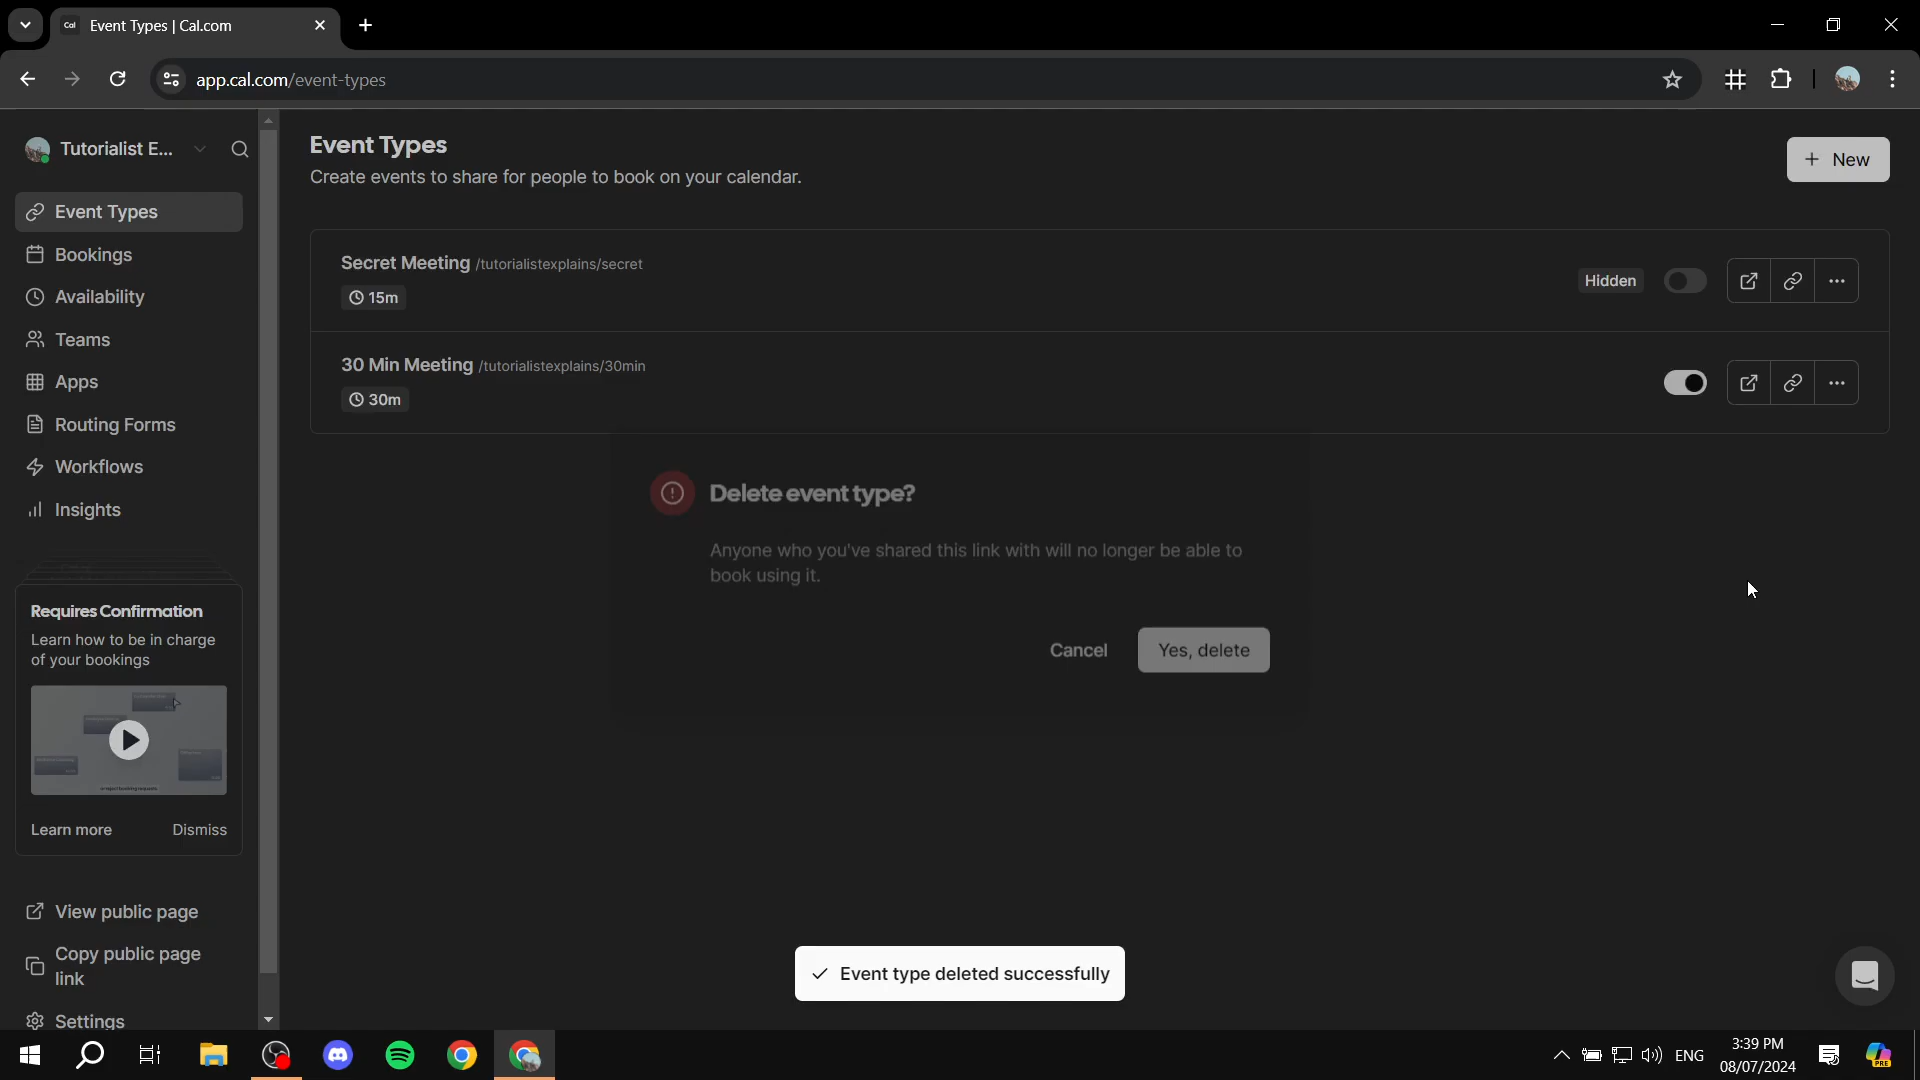 Cal Event Types | Cal.com
app.cal.com/event-types
Tutorialist E...
Event Types
Create events to share for people to book on your calendar.
+ New
Event Types
Bookings
Availability
Teams
Apps
Routing Forms
Workflows
Insights
Secret Meeting /tutorialistexplains/secret
15m
Hidden
30 Min Meeting /tutorialistexplains/30min
30m
Delete event type?
Anyone who you've shared this link with will no longer be able to
book using it.
Cancel
Yes, delete
Requires Confirmation
Learn how to be in charge
of your bookings
Learn more
Dismiss
View public page
Copy public page
link
Settings
Event type deleted successfully
ENG
3:39 PM
08/07/2024
PRE